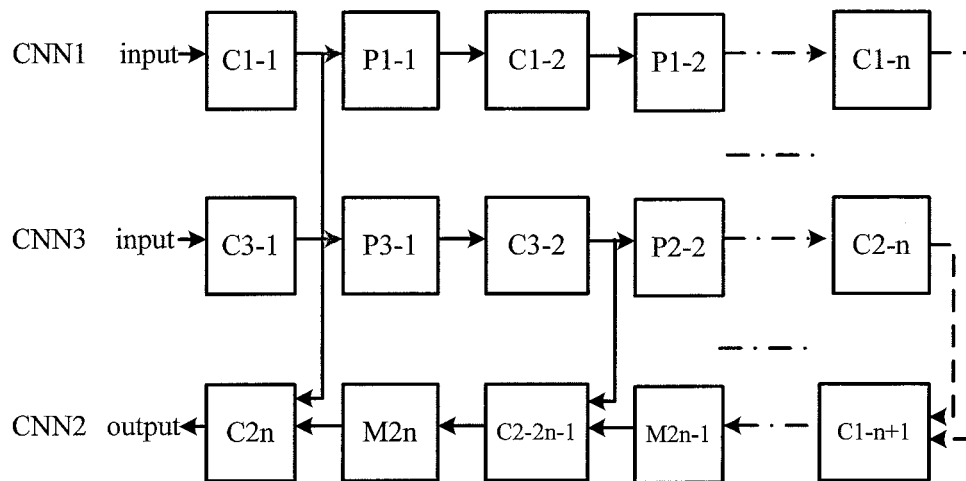 CNN1 input C1-1 P1-1 C1-2 P1-2 C1-n
CNN3 input C3-1 P3-1 C3-2 P2-2 C2-n
CNN2 output C2n M2n C2-2n-1 M2n-1 C1-n+1